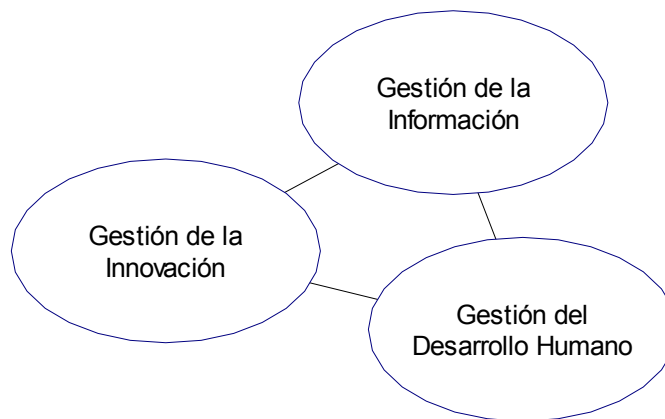 Gestión de la
Información
Gestión de la
Innovación
Gestión del
Desarrollo Humano